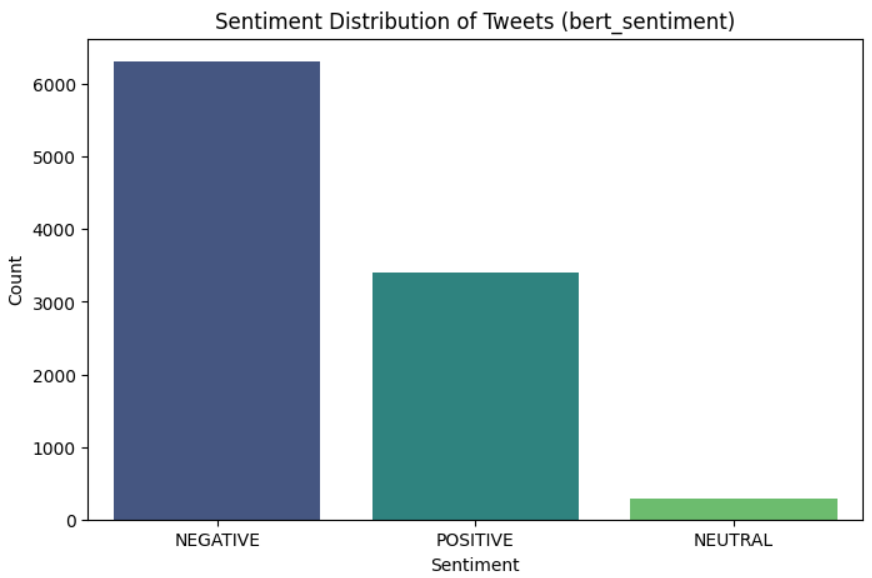 Sentiment Distribution of Tweets (bert_sentiment)
6000
5000
4000
3000
2000
1000
0
Count
NEGATIVE
POSITIVE
NEUTRAL
Sentiment